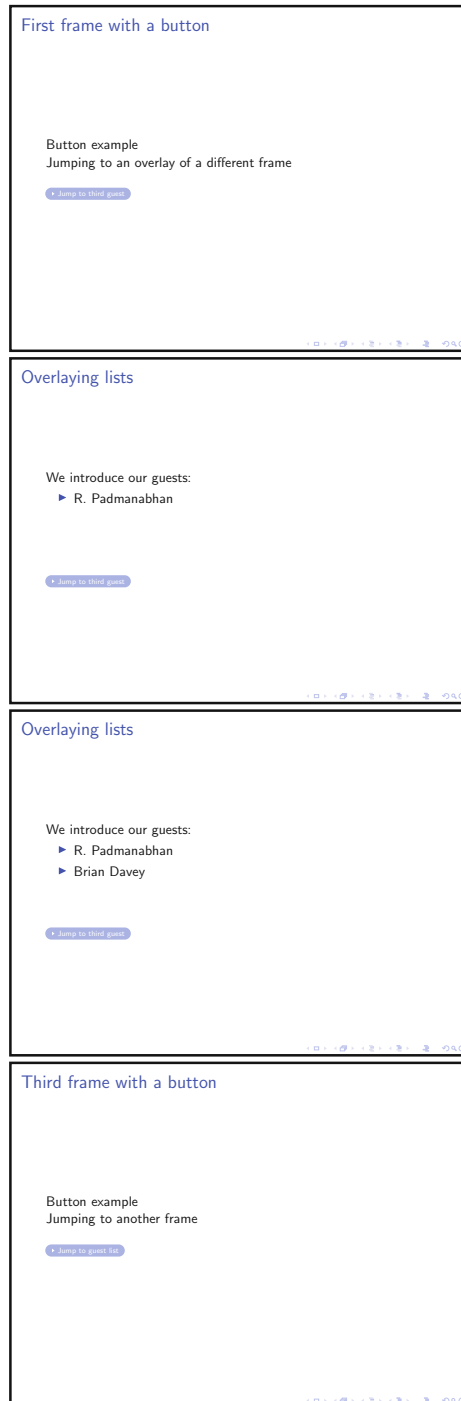 First frame with a button
Button example
Jumping to an overlay of a different frame
Jump to third guest
Overlaying lists
We introduce our guests:
R. Padmanabhan
Jump to third guest
Overlaying lists
We introduce our guests:
R. Padmanabhan
Brian Davey
Jump to third guest
Third frame with a button
Button example
Jumping to another frame
Jump to guest list